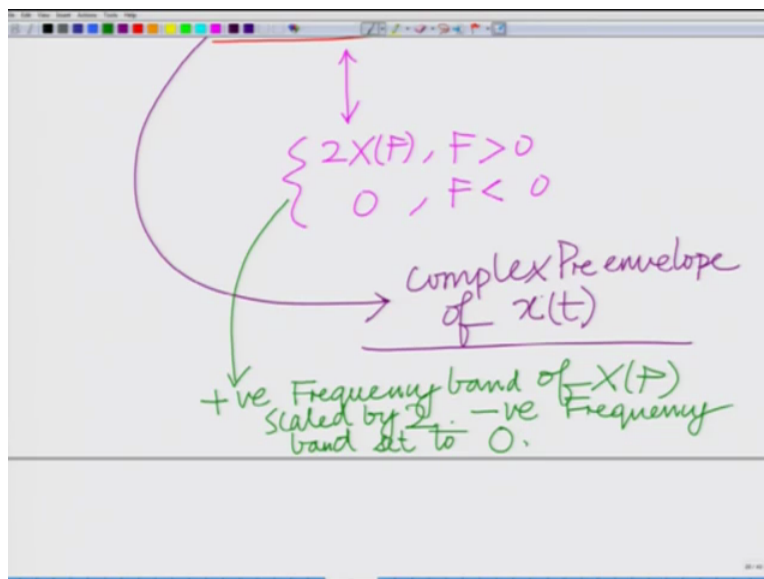 2X(F), F > 0
0 , F < 0
Complex Pre envelope
of x(t)
+ve Frequency band of X(F)
scaled by 2. -ve Frequency
band set to 0.